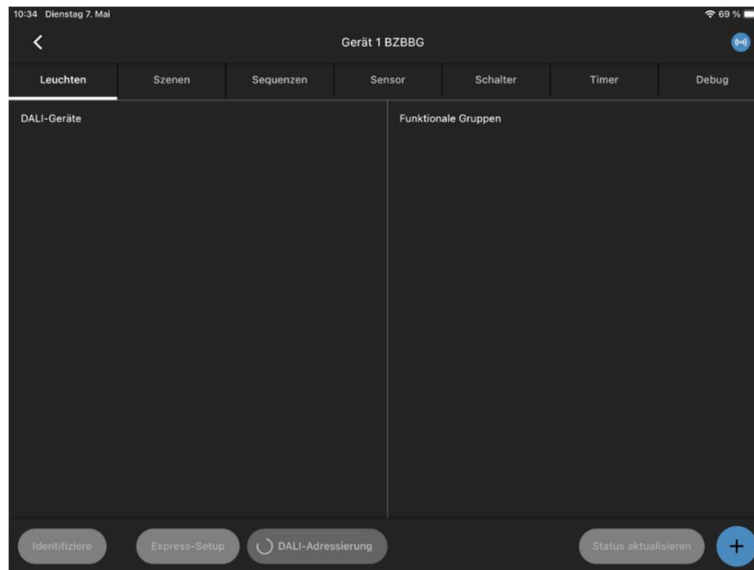 10:34 Dienstag 7. Mai 69 %
Gerät 1 BZBBG
Leuchten Szenen Sequenzen Sensor Schalter Timer Debug
DALI-Geräte Funktionale Gruppen
Identifiziere Express-Setup DALI-Adressierung Status aktualisieren